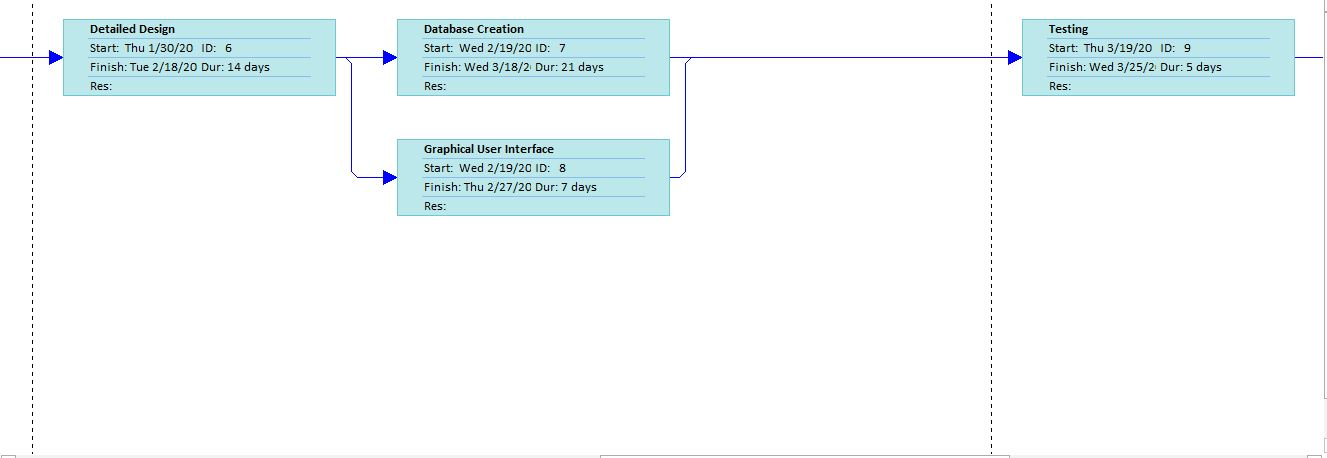 Detailed Design
Start: Thu 1/30/20 ID: 6
Finish: Tue 2/18/20 Dur: 14 days
Res:
Database Creation
Start: Wed 2/19/20 ID: 7
Finish: Wed 3/18/2 Dur: 21 days
Res:
Graphical User Interface
Start: Wed 2/19/20 ID: 8
Finish: Thu 2/27/20 Dur: 7 days
Res:
Testing
Start: Thu 3/19/20 ID: 9
Finish: Wed 3/25/2 Dur: 5 days
Res: